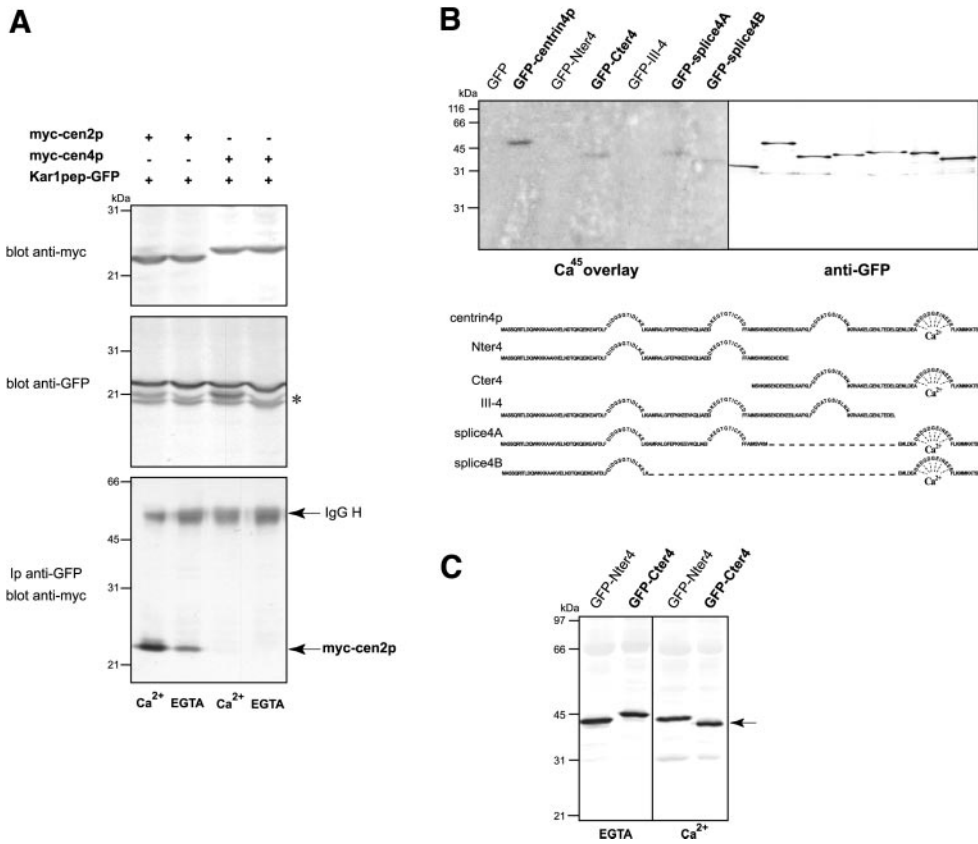 A
myc-cen2p + + - -
myc-cen4p - - + +
Kar1pep-GFP + + + +
kDa
31
blot anti-myc
21
31
blot anti-GFP
21
*
66
IgG H
45
Ip anti-GFP
31
blot anti-myc
myc-cen2p
21
Ca2+ EGTA Ca2+ EGTA
B
GFP GFP-centrin4p GFP-Nter4 GFP-Cter4 GFP-III-4 GFP-splice4A GFP-splice4B
kDa
116
66
45
31
31
Ca45 overlay anti-GFP
centrin4p
Ca2+
Nter4
Cter4
Ca2+
III-4
splice4A
Ca2+
splice4B
Ca2+
C
GFP-Nter4 GFP-Cter4 GFP-Nter4 GFP-Cter4
kDa
97
66
45
31
21
EGTA Ca2+